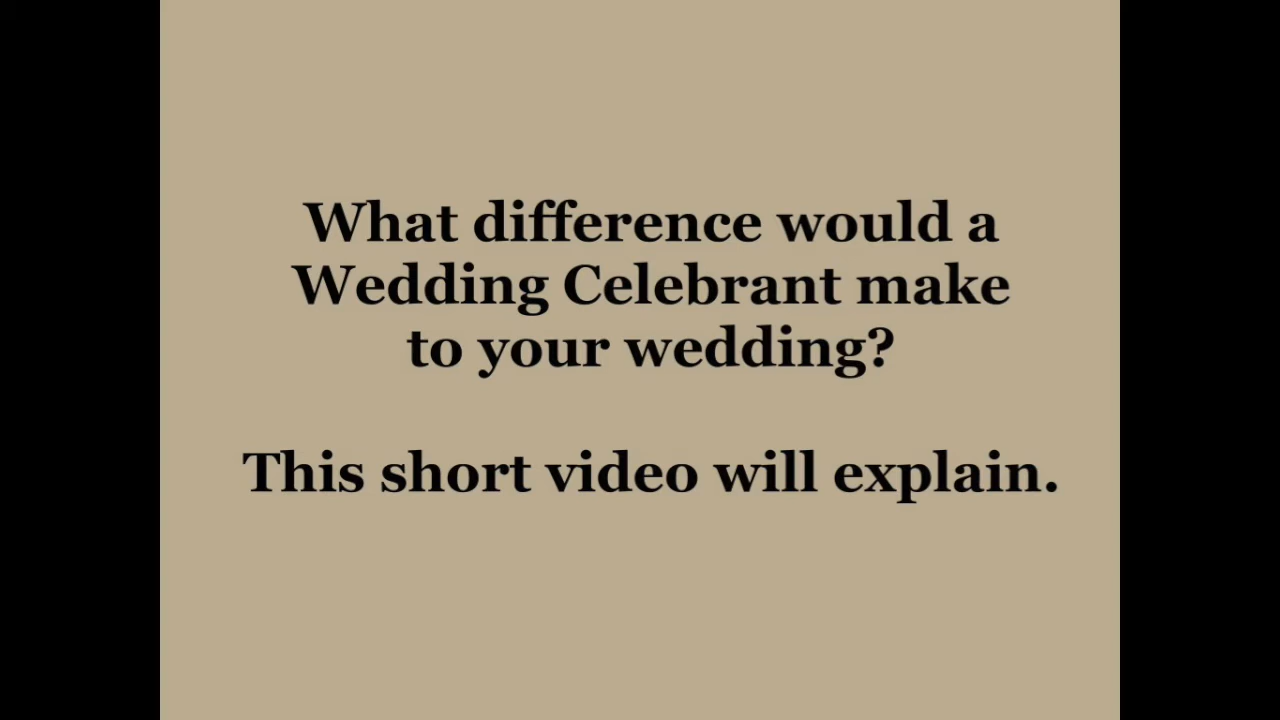 What difference would a
Wedding Celebrant make
to your wedding?
This short video will explain.